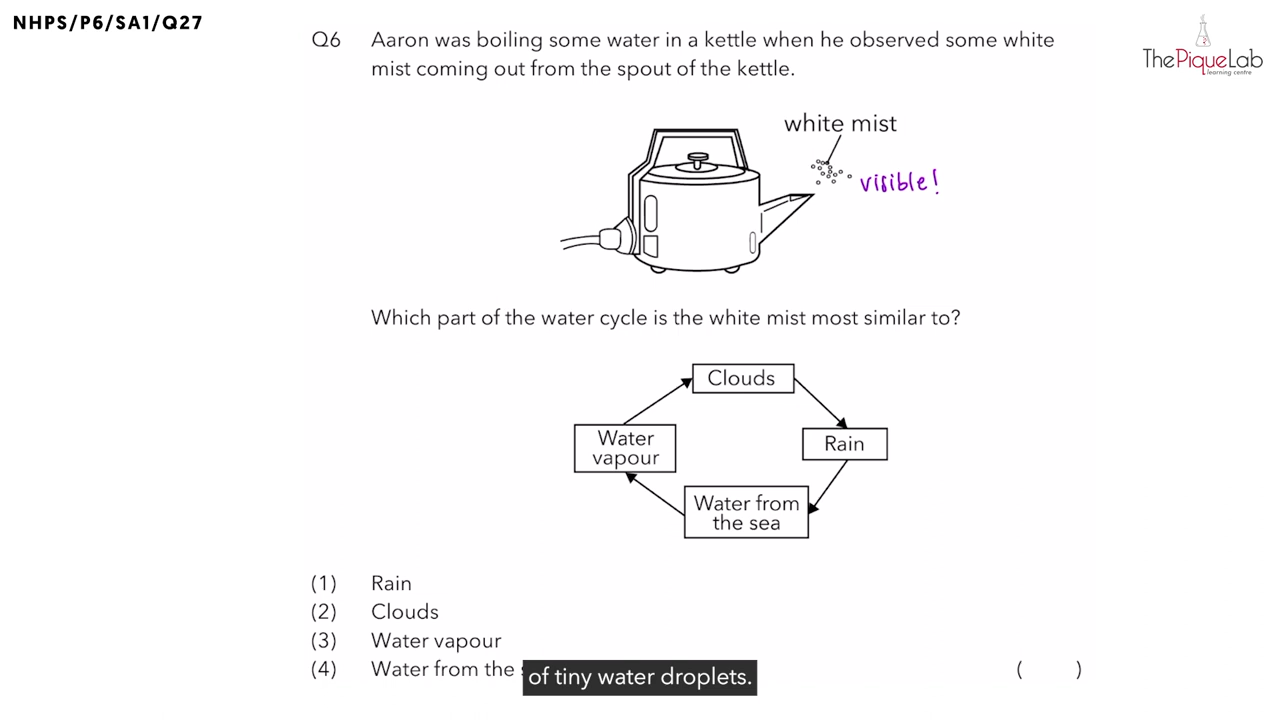 NHPS/P6/SA1/Q27
ThePiqueLab
learning centre
Q6 Aaron was boiling some water in a kettle when he observed some white
mist coming out from the spout of the kettle.
white mist
visible!
Which part of the water cycle is the white mist most similar to?
Clouds
Water
vapour
Rain
Water from
the sea
(1) Rain
(2) Clouds
(3) Water vapour
(4) Water from the
( )
of tiny water droplets.